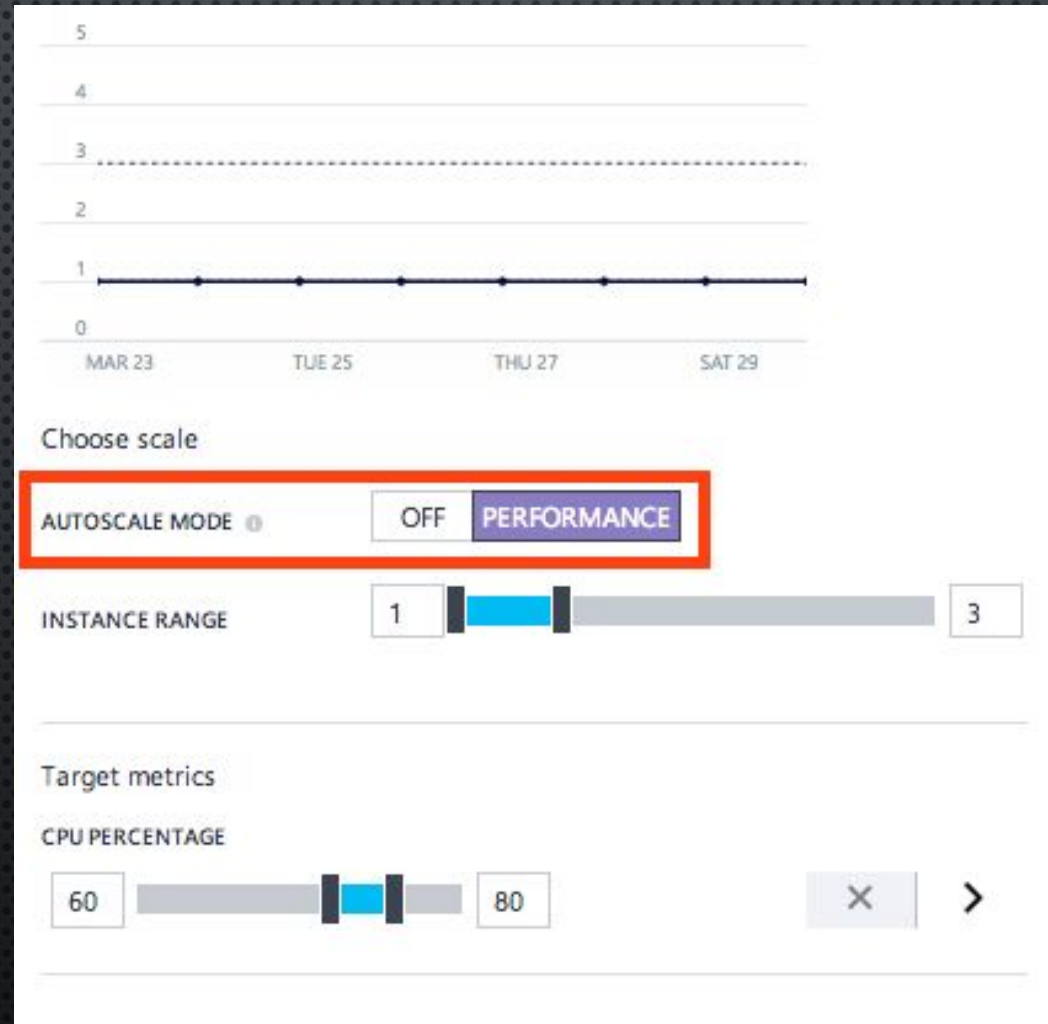 5
4
3
2
1
0
MAR 23 TUE 25 THU 27 SAT 29
Choose scale
AUTOSCALE MODE OFF PERFORMANCE
INSTANCE RANGE 1 3
Target metrics
CPU PERCENTAGE
60 80